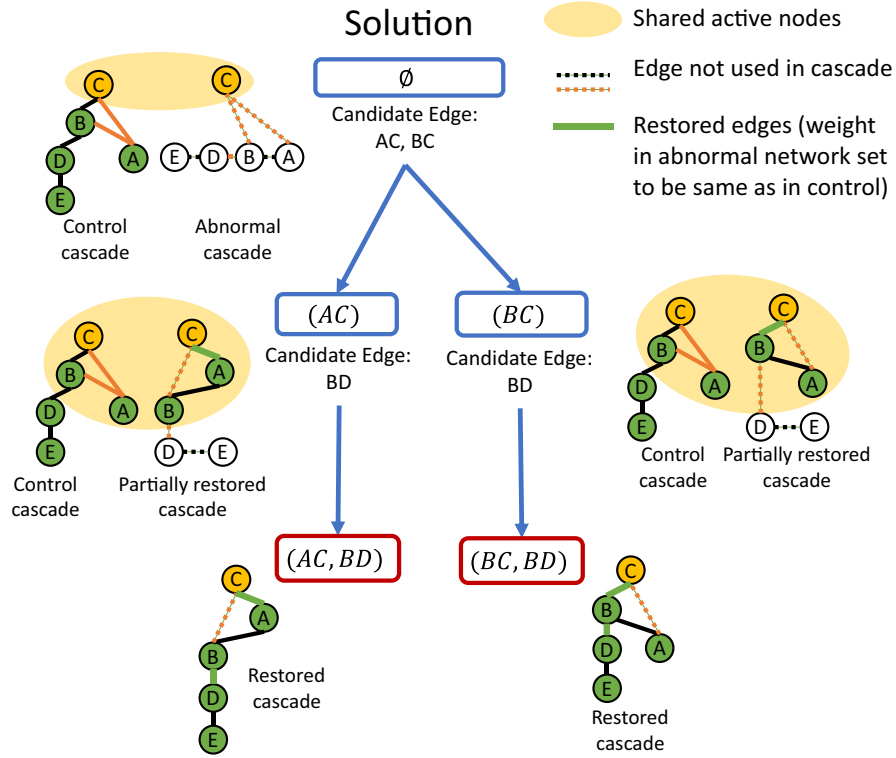 Solution
Shared active nodes
Edge not used in cascade
Restored edges (weight
in abnormal network set
to be same as in control)
∅
Candidate Edge:
AC, BC
C
B
D
A
E
Control
cascade
C
E
D
B
A
Abnormal
cascade
(AC)
Candidate Edge:
BD
(BC)
Candidate Edge:
BD
C
B
D
A
E
Control
cascade
C
A
B
D
E
Partially restored
cascade
C
B
D
A
E
Control
cascade
C
B
A
D
E
Partially restored
cascade
(AC, BD)
(BC, BD)
C
A
B
D
E
Restored
cascade
C
B
D
A
E
Restored
cascade